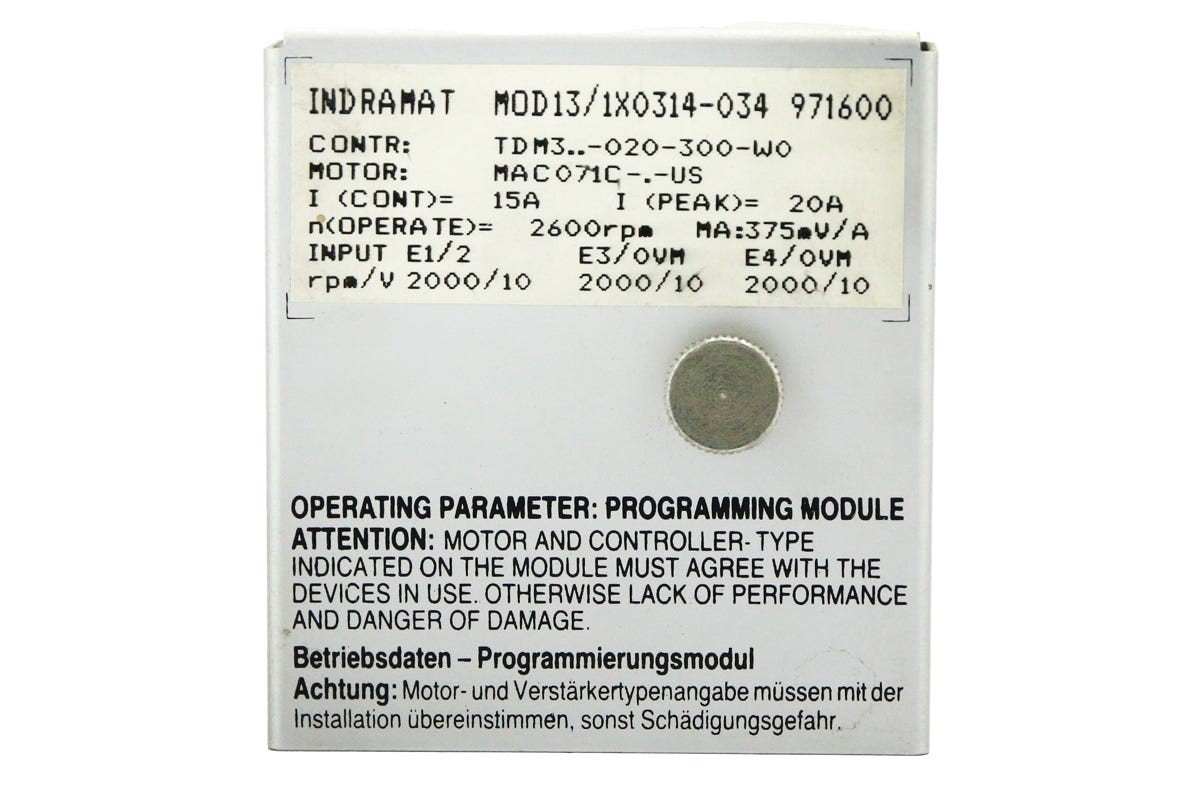 INDRAMAT MOD13/1X0314-034 971600
CONTR: TDM3..-020-300-W0
MOTOR: MAC071C-.-US
I (CONT)= 15A I (PEAK)= 20A
n(OPERATE)= 2600rpm MA:375mV/A
INPUT E1/2 E3/0VM E4/0VM
rpm/V 2000/10 2000/10 2000/10
OPERATING PARAMETER: PROGRAMMING MODULE
ATTENTION: MOTOR AND CONTROLLER- TYPE
INDICATED ON THE MODULE MUST AGREE WITH THE
DEVICES IN USE. OTHERWISE LACK OF PERFORMANCE
AND DANGER OF DAMAGE.
Betriebsdaten – Programmierungsmodul
Achtung: Motor- und Verstärkertypenangabe müssen mit der
Installation übereinstimmen, sonst Schädigungsgefahr.